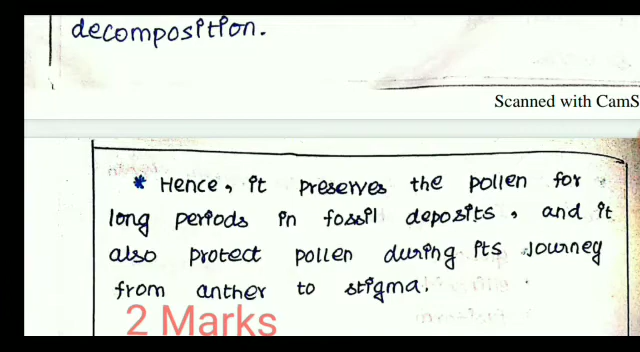 decomposition.
Scanned with CamS
* Hence, it preserves the pollen for
long periods in fossil deposits, and it
also protect pollen during its Journey
from anther to stigma.
2 Marks